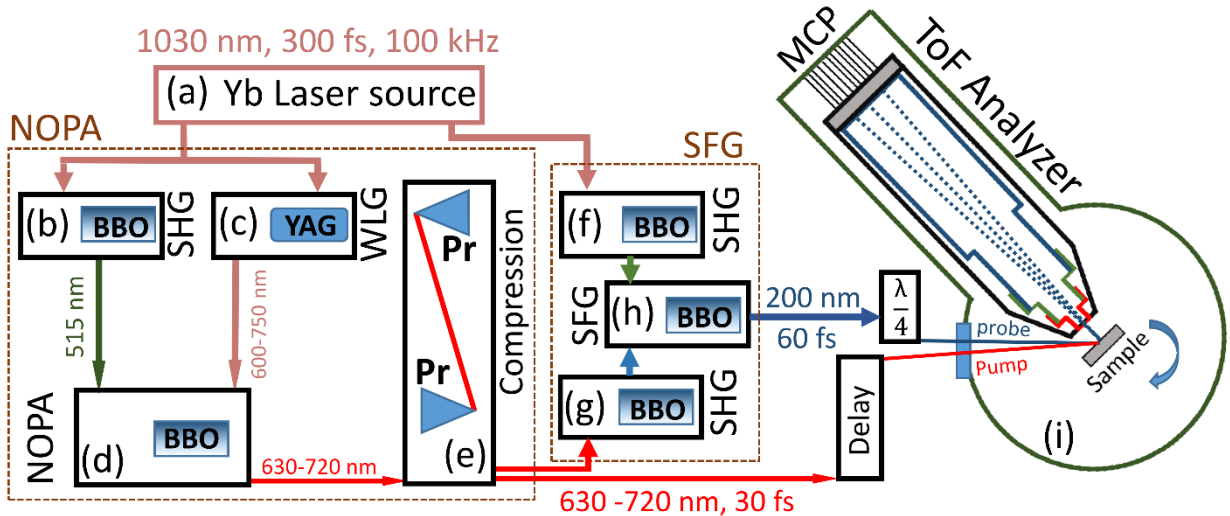 1030 nm, 300 fs, 100 kHz
(a) Yb Laser source
NOPA
(b) BBO
SHG
(c) YAG
WLG
515 nm
600-750 nm
NOPA
(d) BBO
630-720 nm
Pr
Pr
(e)
Compression
SFG
(f) BBO
SHG
SFG
(h) BBO
(g) BBO
SHG
200 nm
60 fs
630 -720 nm, 30 fs
λ
4
Delay
probe
Pump
MCP
ToF Analyzer
Sample
(i)